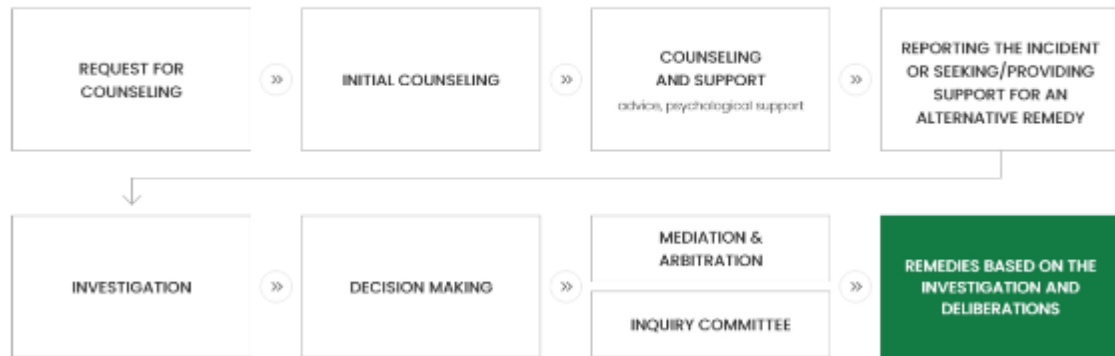 REQUEST FOR
COUNSELING
INITIAL COUNSELING
COUNSELING
AND SUPPORT
advice, psychological support
REPORTING THE INCIDENT
OR SEEKING/PROVIDING
SUPPORT FOR AN
ALTERNATIVE REMEDY
INVESTIGATION
DECISION MAKING
MEDIATION &
ARBITRATION
INQUIRY COMMITTEE
REMEDIES BASED ON THE
INVESTIGATION AND
DELIBERATIONS